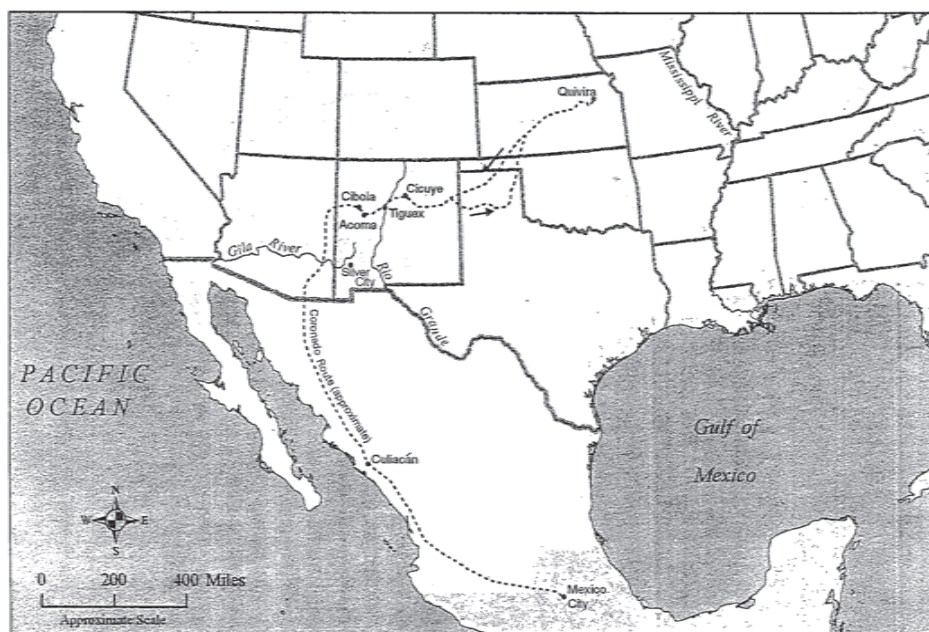 Mississippi
River
Quivira
Cibola
Cicuye
Acoma
Tiguex
Gila River
Silver
City
Rio
Grande
Coronado Route (approximate)
PACIFIC
OCEAN
Culiacán
Gulf of
Mexico
N
W E
S
0 200 400 Miles
Approximate Scale
Mexico
City